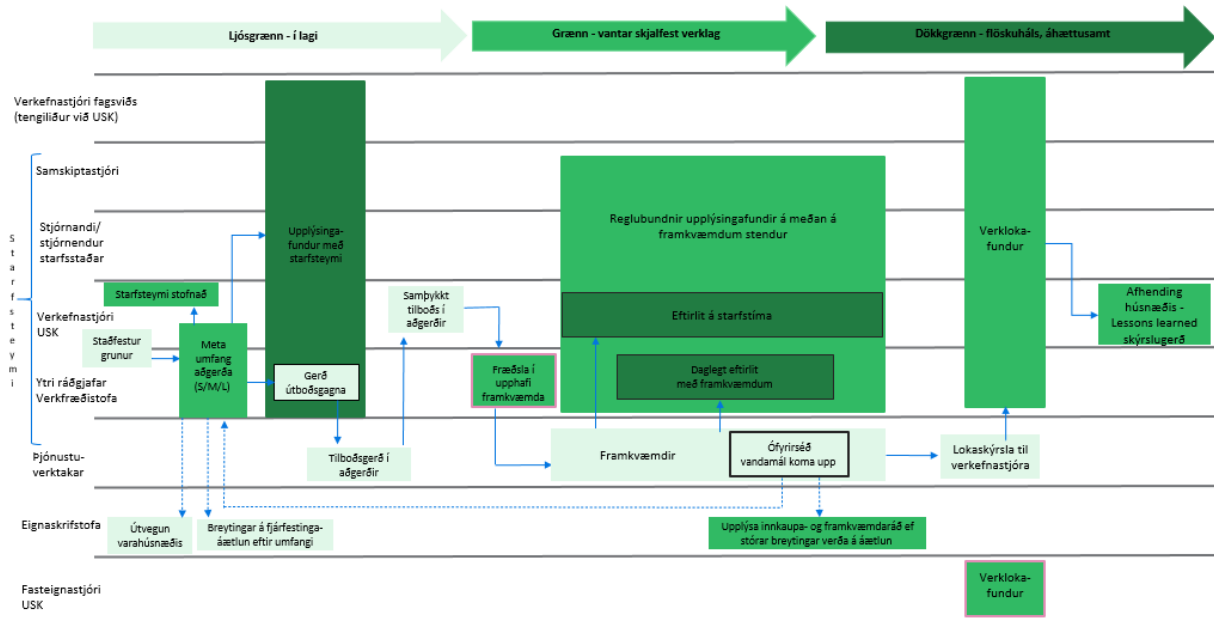 Ljósgrænn - í lagi
Grænn - vantar skjalfest verklag
Dökkgrænn - flöskuháls, áhættusamt
Verkefnastjóri fagsviðs
(tengiliður við USK)
Samskiptastjóri
Stjórnandi/
stjórnendur
starfsstaðar
Starfsteymi
Verkefnastjóri
USK
Ytri ráðgjafar
Verkfræðistofa
Þjónustu-
verktakar
Eignaskrifstofa
Fasteignastjóri
USK
Staðfestur
grunur
Starfsteymi stofnað
Meta
umfang
aðgerða
(S/M/L)
Upplýsinga-
fundur með
starfsteymi
Gerð
útboðsgagna
Tilboðsgerð í
aðgerðir
Samþykkt
tilboðs í
aðgerðir
Fræðsla í
upphafi
framkvæmda
Reglubundnir upplýsingafundir á meðan á
framkvæmdum stendur
Eftirlit á starfstíma
Daglegt eftirlit
með framkvæmdum
Framkvæmdir
Ófyrirséð
vandamál koma upp
Lokaskýrsla til
verkefnastjóra
Verkloka-
fundur
Afhending
húsnæðis -
Lessons learned
skýrslugerð
Útvegun
varahúsnæðis
Breytingar á fjárfestinga-
áætlun eftir umfangi
Upplýsa innkaupa- og framkvæmdaráð ef
stórar breytingar verða á áætlun
Verkloka-
fundur